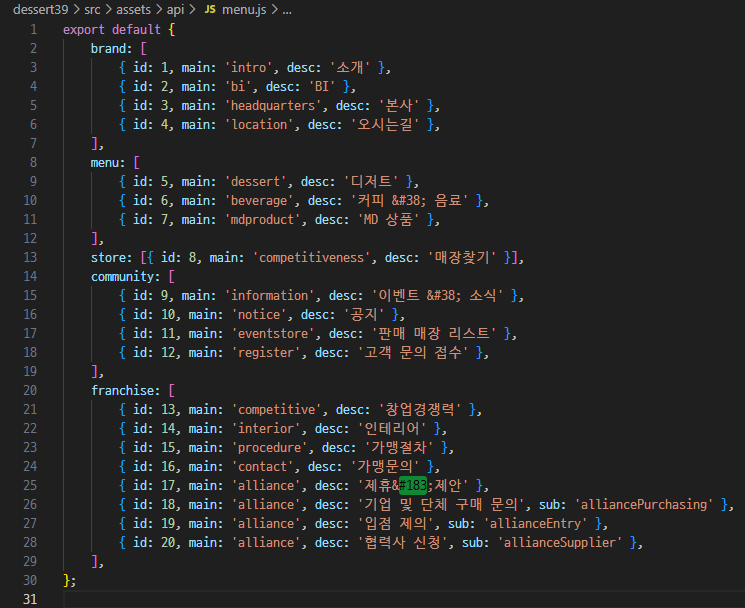 dessert39 > src > assets > api > JS menu.js > ...
1 export default {
2 brand: [
3 { id: 1, main: 'intro', desc: '소개' },
4 { id: 2, main: 'bi', desc: 'BI' },
5 { id: 3, main: 'headquarters', desc: '본사' },
6 { id: 4, main: 'location', desc: '오시는길' },
7 ],
8 menu: [
9 { id: 5, main: 'dessert', desc: '디저트' },
10 { id: 6, main: 'beverage', desc: '커피 &#38; 음료' },
11 { id: 7, main: 'mdproduct', desc: 'MD 상품' },
12 ],
13 store: [{ id: 8, main: 'competitiveness', desc: '매장찾기' }],
14 community: [
15 { id: 9, main: 'information', desc: '이벤트 &#38; 소식' },
16 { id: 10, main: 'notice', desc: '공지' },
17 { id: 11, main: 'eventstore', desc: '판매 매장 리스트' },
18 { id: 12, main: 'register', desc: '고객 문의 접수' },
19 ],
20 franchise: [
21 { id: 13, main: 'competitive', desc: '창업경쟁력' },
22 { id: 14, main: 'interior', desc: '인테리어' },
23 { id: 15, main: 'procedure', desc: '가맹절차' },
24 { id: 16, main: 'contact', desc: '가맹문의' },
25 { id: 17, main: 'alliance', desc: '제휴&#183;제안' },
26 { id: 18, main: 'alliance', desc: '기업 및 단체 구매 문의', sub: 'alliancePurchasing' },
27 { id: 19, main: 'alliance', desc: '입점 제의', sub: 'allianceEntry' },
28 { id: 20, main: 'alliance', desc: '협력사 신청', sub: 'allianceSupplier' },
29 ],
30 };
31